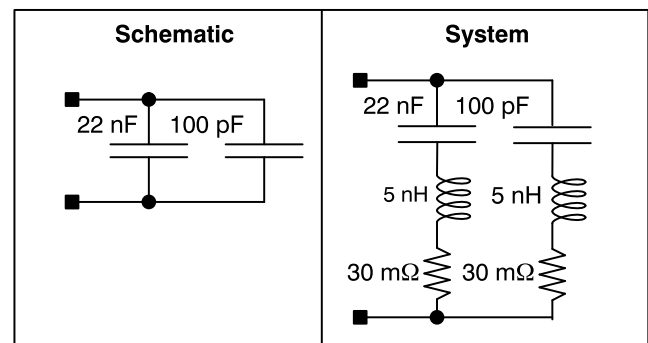 Schematic
22 nF 100 pF
System
22 nF 100 pF
5 nH 5 nH
30 mΩ 30 mΩ